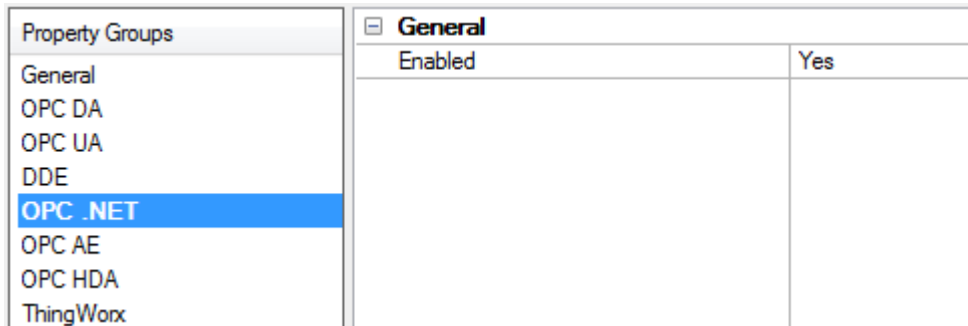 Property Groups
General
OPC DA
OPC UA
DDE
OPC .NET
OPC AE
OPC HDA
ThingWorx
General
Enabled Yes